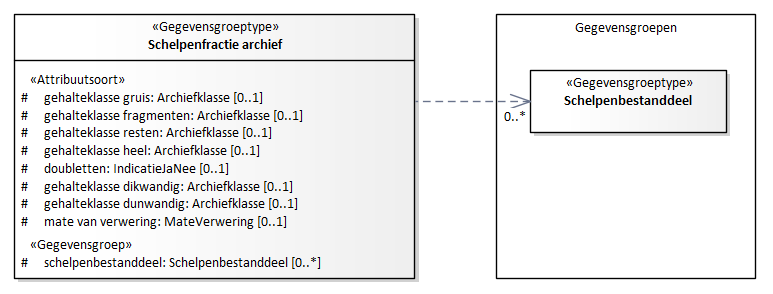 «Gegevensgroeptype»
Schelpenfractie archief
«Attribuutsoort»
# gehalteklasse gruis: Archiefklasse [0..1]
# gehalteklasse fragmenten: Archiefklasse [0..1]
# gehalteklasse resten: Archiefklasse [0..1]
# gehalteklasse heel: Archiefklasse [0..1]
# doubletten: IndicatieJaNee [0..1]
# gehalteklasse dikwandig: Archiefklasse [0..1]
# gehalteklasse dunwandig: Archiefklasse [0..1]
# mate van verwering: MateVerwering [0..1]
«Gegevensgroep»
# schelpenbestanddeel: Schelpenbestanddeel [0..*]
0..*
Gegevensgroepen
«Gegevensgroeptype»
Schelpenbestanddeel